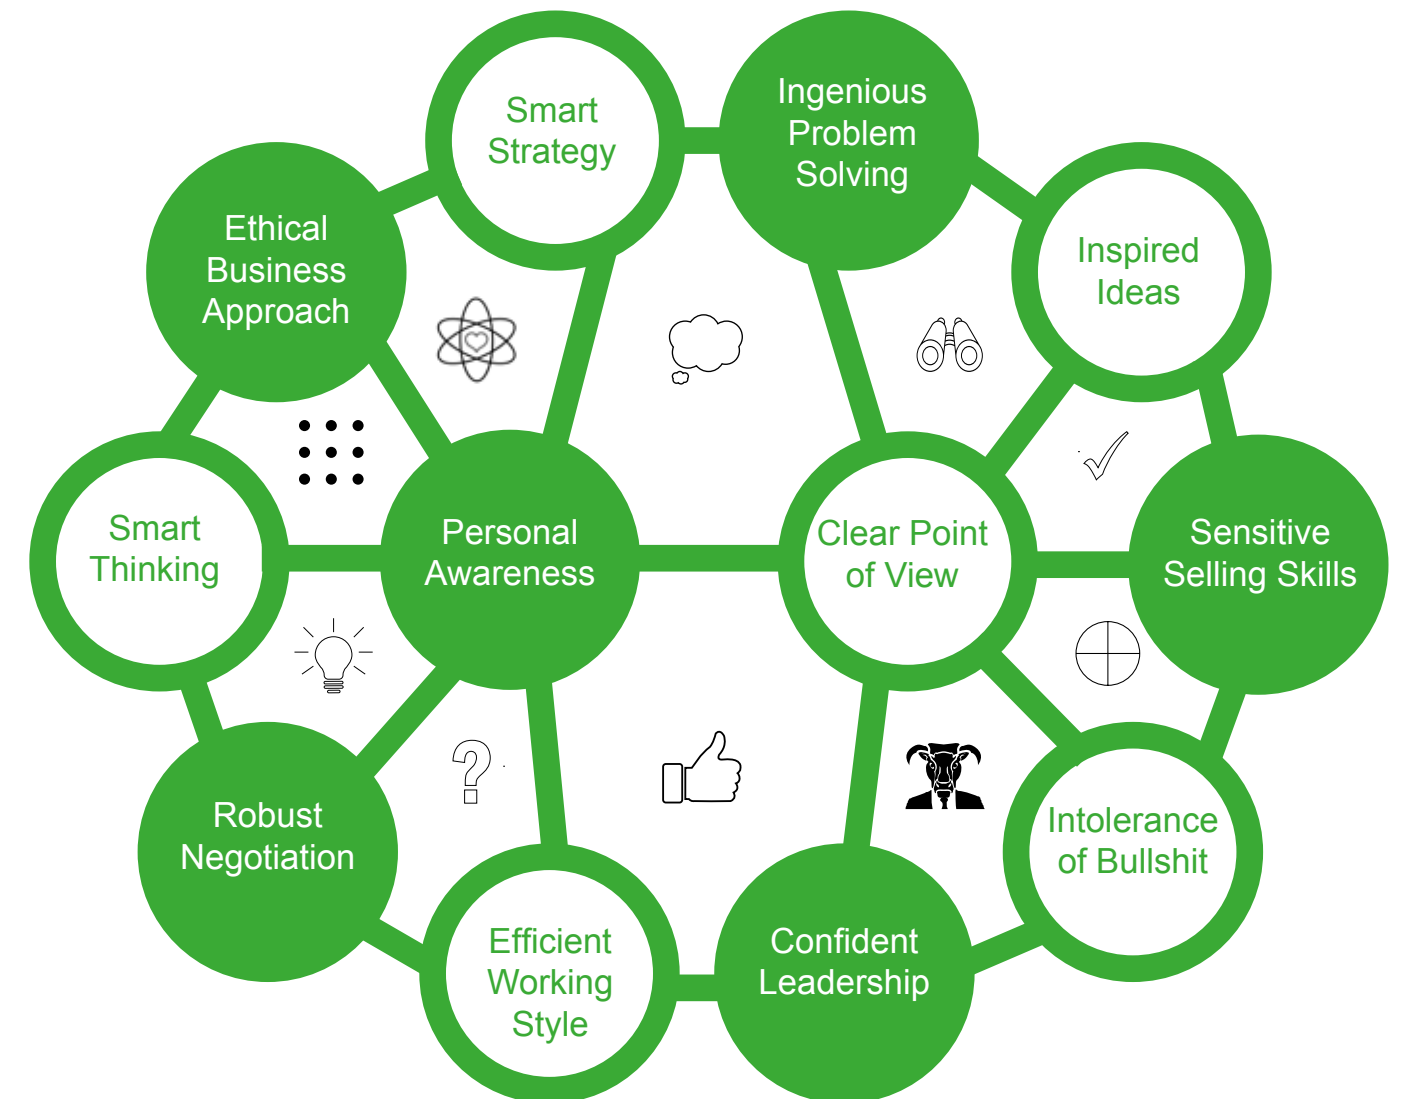 Smart
Strategy
Ingenious
Problem
Solving
Ethical
Business
Approach
Inspired
Ideas
Smart
Thinking
Personal
Awareness
Clear Point
of View
Sensitive
Selling Skills
Robust
Negotiation
?
Intolerance
of Bullshit
Efficient
Working
Style
Confident
Leadership